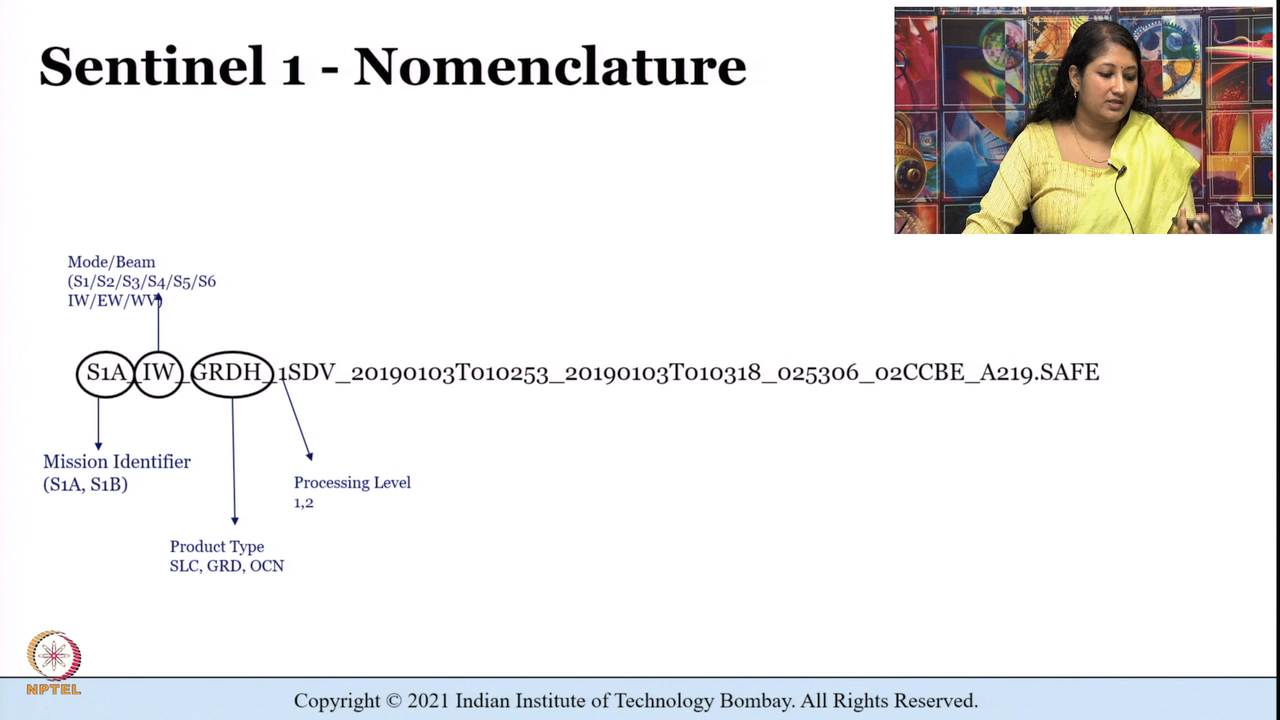 Sentinel 1 - Nomenclature
Mode/Beam
(S1/S2/S3/S4/S5/S6
IW/EW/WV)
S1A_IW_GRDH_1SDV_20190103T010253_20190103T010318_025306_02CCBE_A219.SAFE
Mission Identifier
(S1A, S1B)
Processing Level
1,2
Product Type
SLC, GRD, OCN
NPTEL
Copyright © 2021 Indian Institute of Technology Bombay. All Rights Reserved.